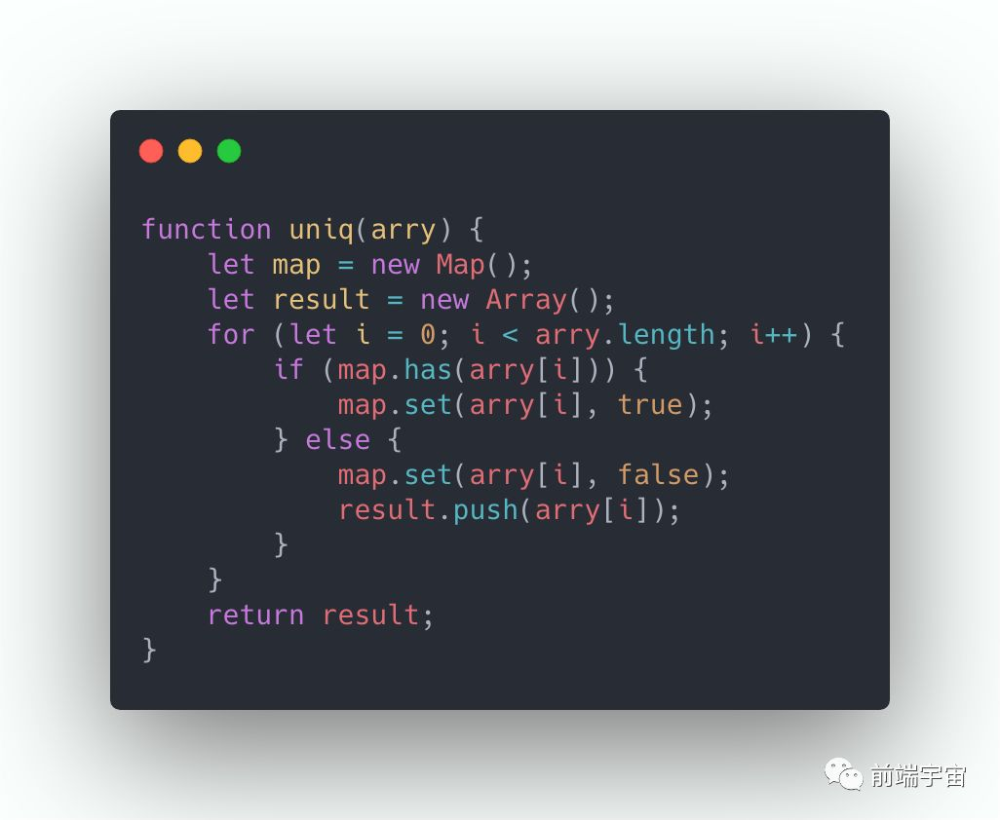 function uniq(arry) {
    let map = new Map();
    let result = new Array();
    for (let i = 0; i < arry.length; i++) {
        if (map.has(arry[i])) {
            map.set(arry[i], true);
        } else {
            map.set(arry[i], false);
            result.push(arry[i]);
        }
    }
    return result;
}
前端宇宙